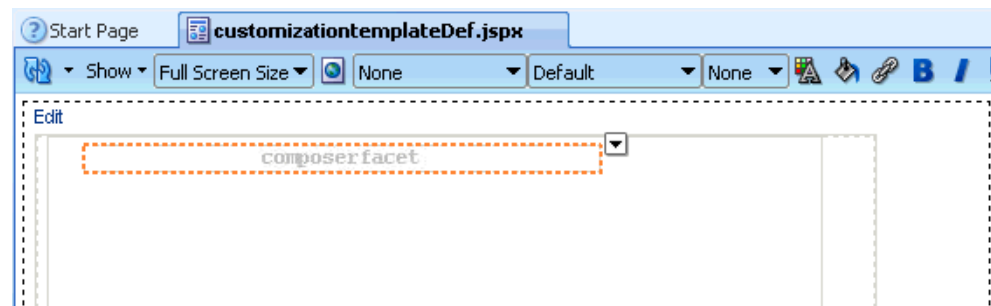 Start Page customizationtemplateDef.jspx
Show Full Screen Size None Default None A B I
Edit
composerfacet